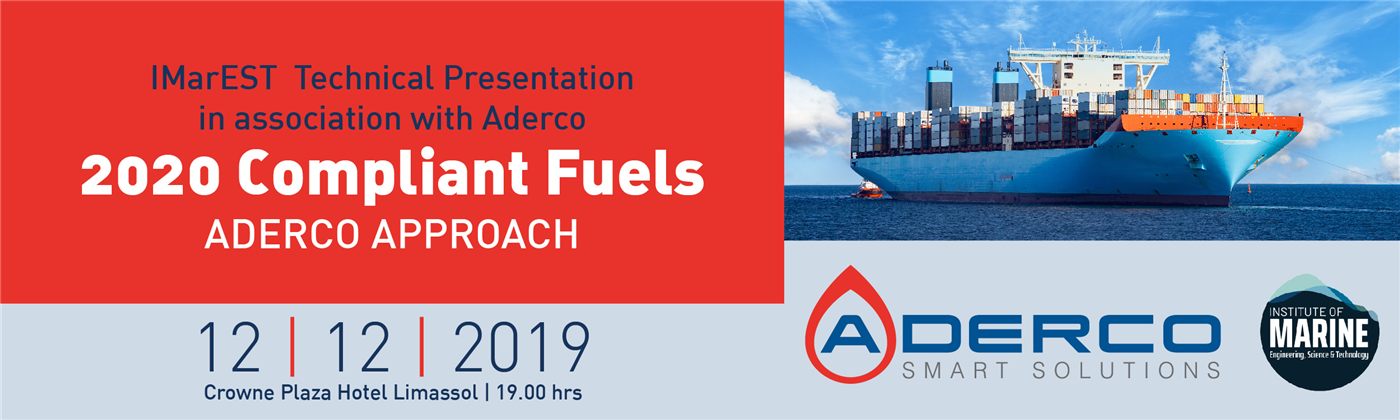 IMarEST Technical Presentation
in association with Aderco
2020 Compliant Fuels
ADERCO APPROACH
12 | 12 | 2019
Crowne Plaza Hotel Limassol | 19.00 hrs
ADERCO
SMART SOLUTIONS
INSTITUTE OF
MARINE
Engineering, Science & Technology